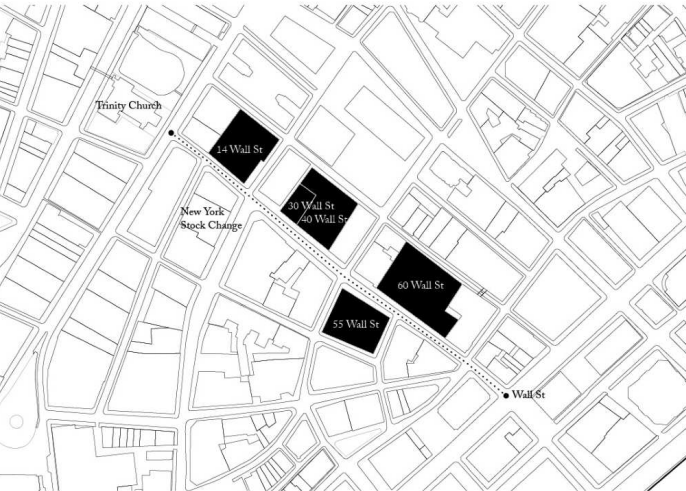 Trinity Church
14 Wall St
New York
Stock Change
30 Wall St
40 Wall St
60 Wall St
55 Wall St
Wall St